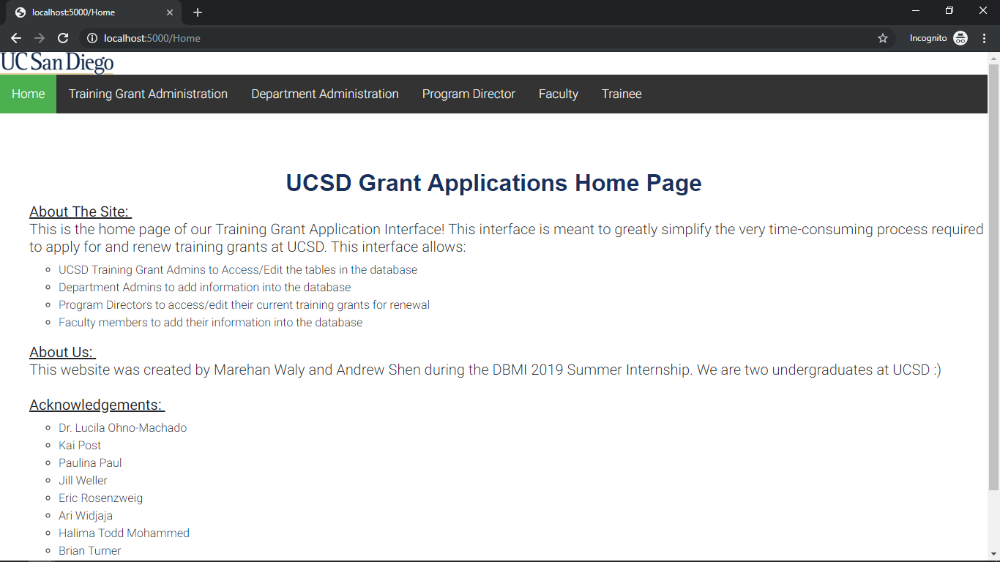 localhost:5000/Home
localhost:5000/Home
Incognito
UC San Diego
Home Training Grant Administration Department Administration Program Director Faculty Trainee
UCSD Grant Applications Home Page
About The Site:
This is the home page of our Training Grant Application Interface! This interface is meant to greatly simplify the very time-consuming process required
to apply for and renew training grants at UCSD. This interface allows:
UCSD Training Grant Admins to Access/Edit the tables in the database
Department Admins to add information into the database
Program Directors to access/edit their current training grants for renewal
Faculty members to add their information into the database
About Us:
This website was created by Marehan Waly and Andrew Shen during the DBMI 2019 Summer Internship. We are two undergraduates at UCSD :)
Acknowledgements:
Dr. Lucila Ohno-Machado
Kai Post
Paulina Paul
Jill Weller
Eric Rosenzweig
Ari Widjaja
Halima Todd Mohammed
Brian Turner